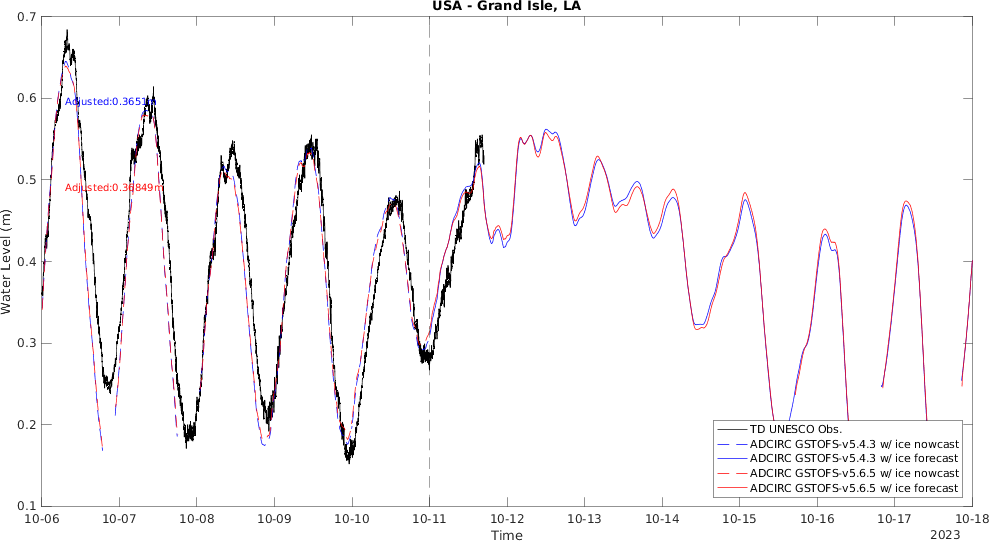 USA - Grand Isle, LA
0.7
0.6
0.5
0.4
0.3
0.2
0.1
Water Level (m)
Adjusted:0.3651m
Adjusted:0.36849m
TD UNESCO Obs.
ADCIRC GSTOFS-v5.4.3 w/ ice nowcast
ADCIRC GSTOFS-v5.4.3 w/ ice forecast
ADCIRC GSTOFS-v5.6.5 w/ ice nowcast
ADCIRC GSTOFS-v5.6.5 w/ ice forecast
10-06 10-07 10-08 10-09 10-10 10-11 10-12 10-13 10-14 10-15 10-16 10-17 10-18
Time
2023